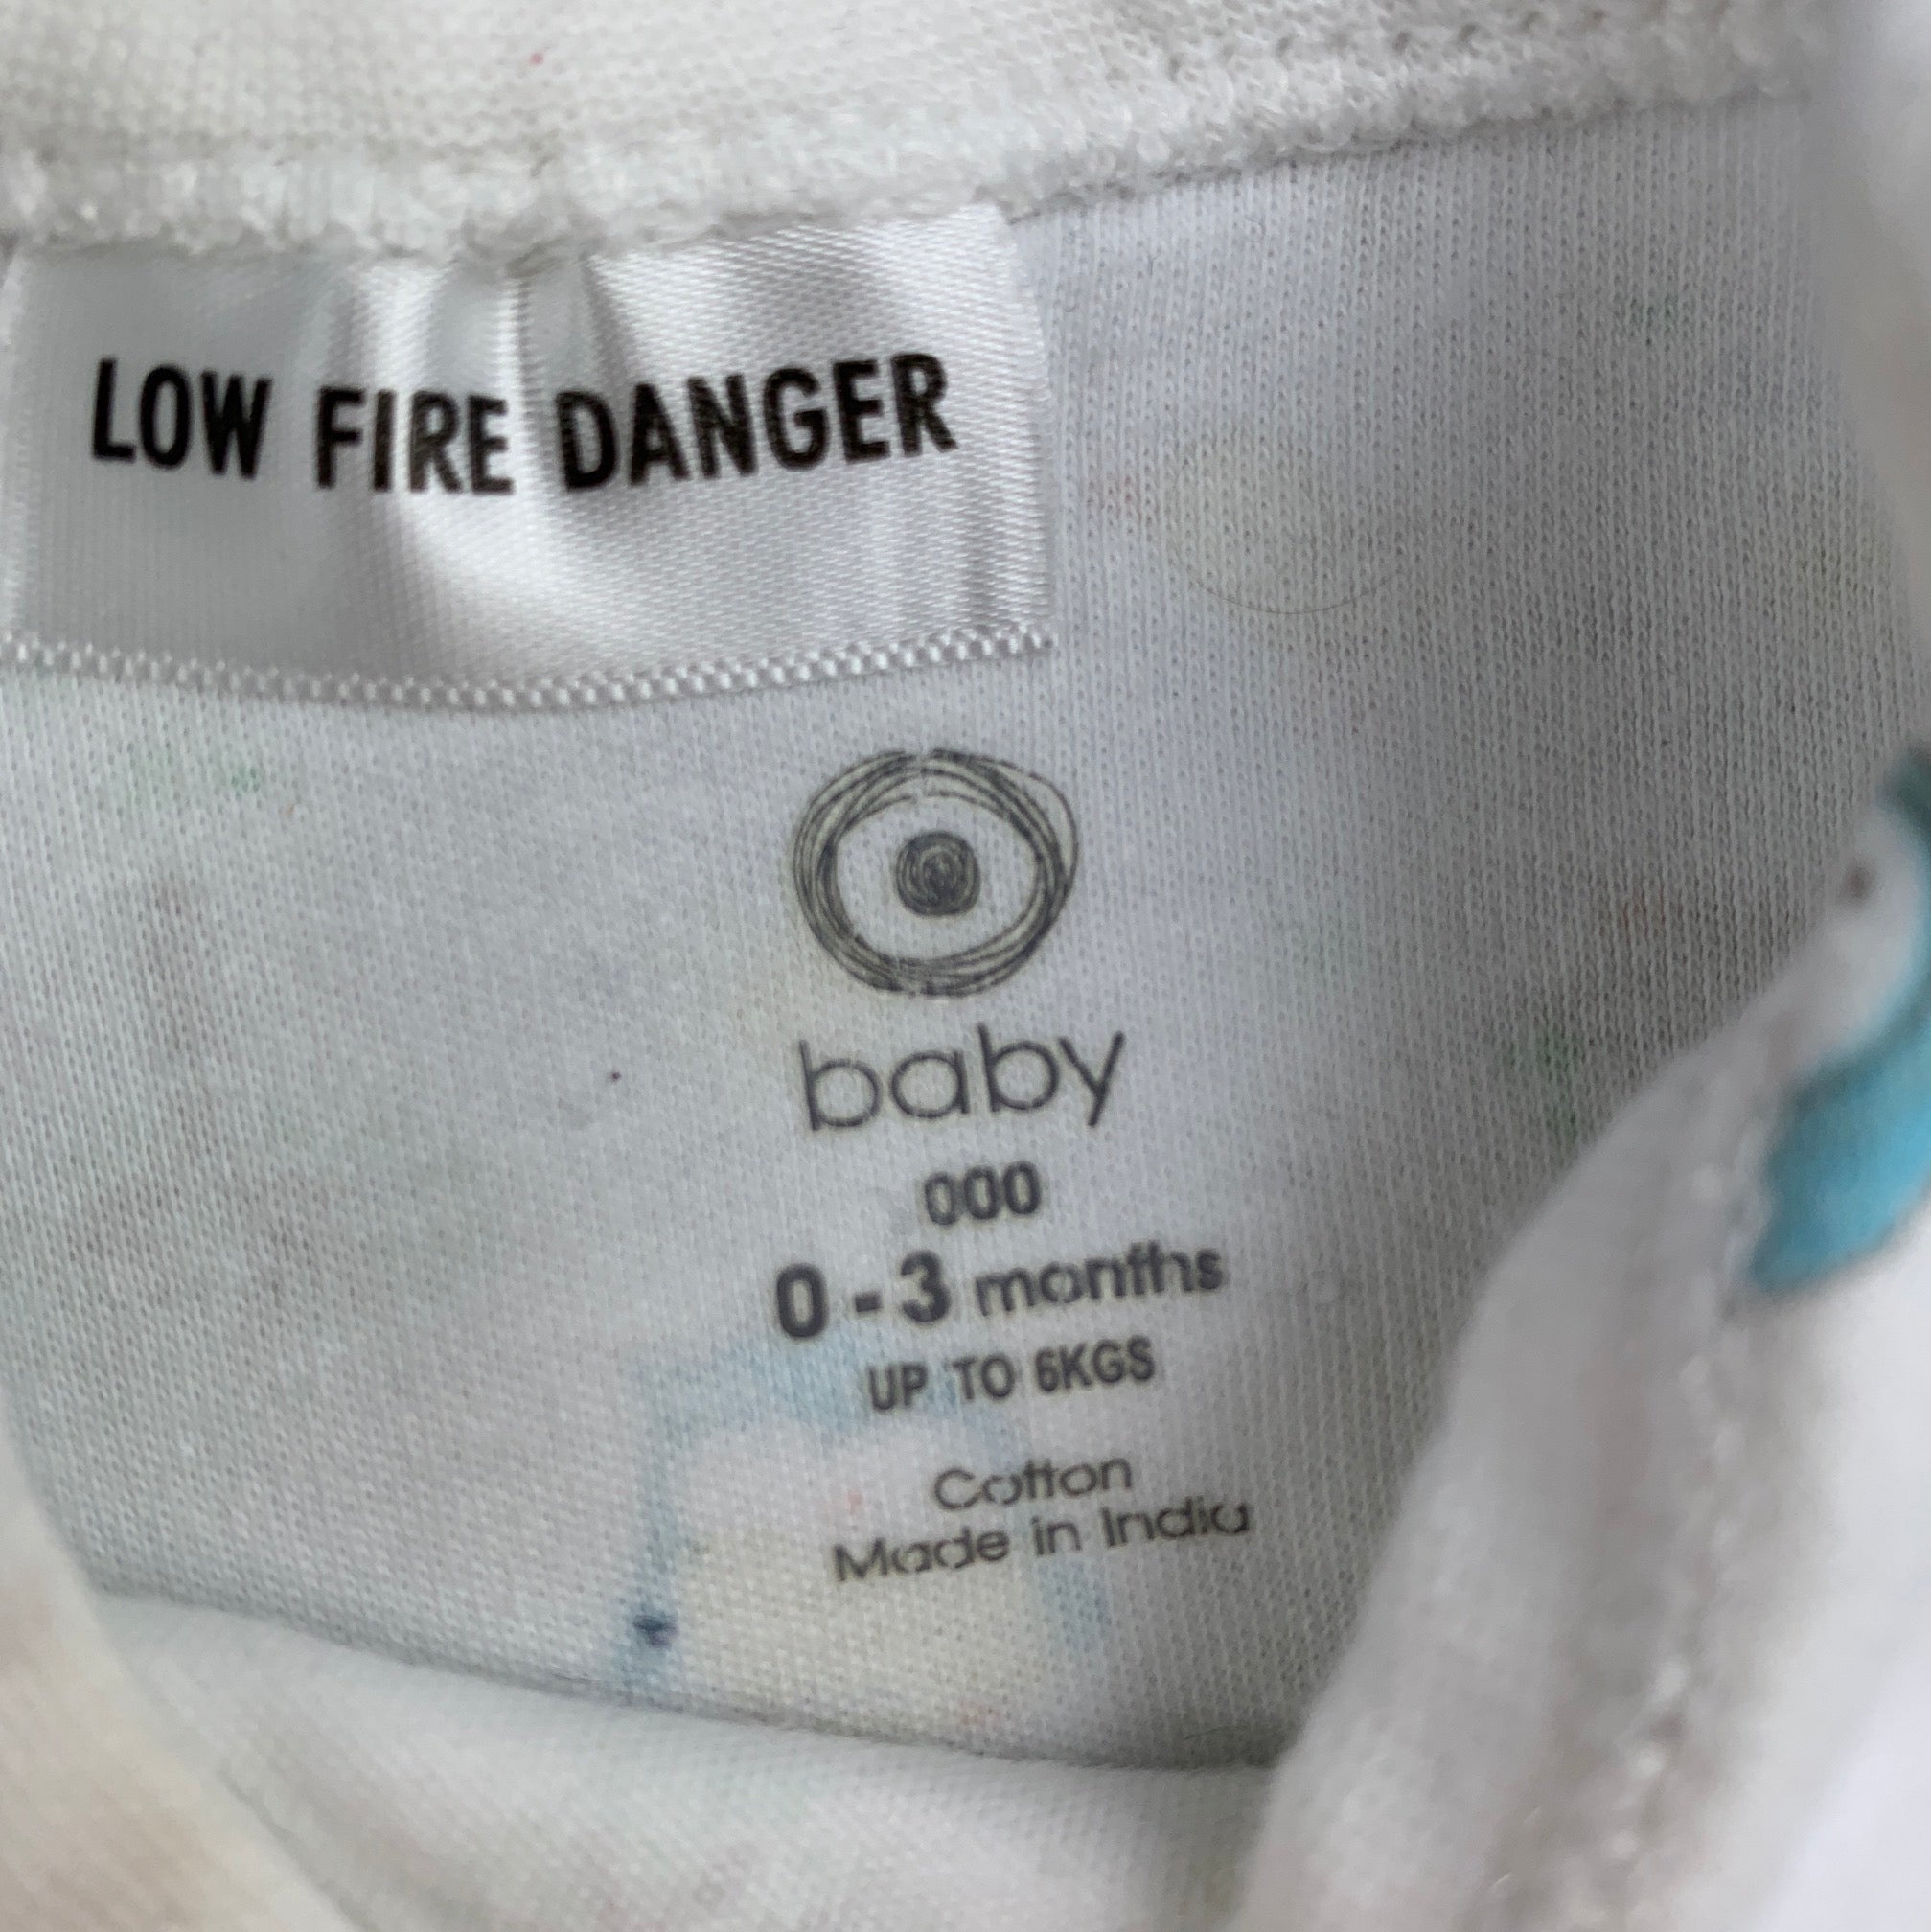 LOW FIRE DANGER
baby
000
0 - 3 months
UP TO 6KGS
Cotton
Made in India